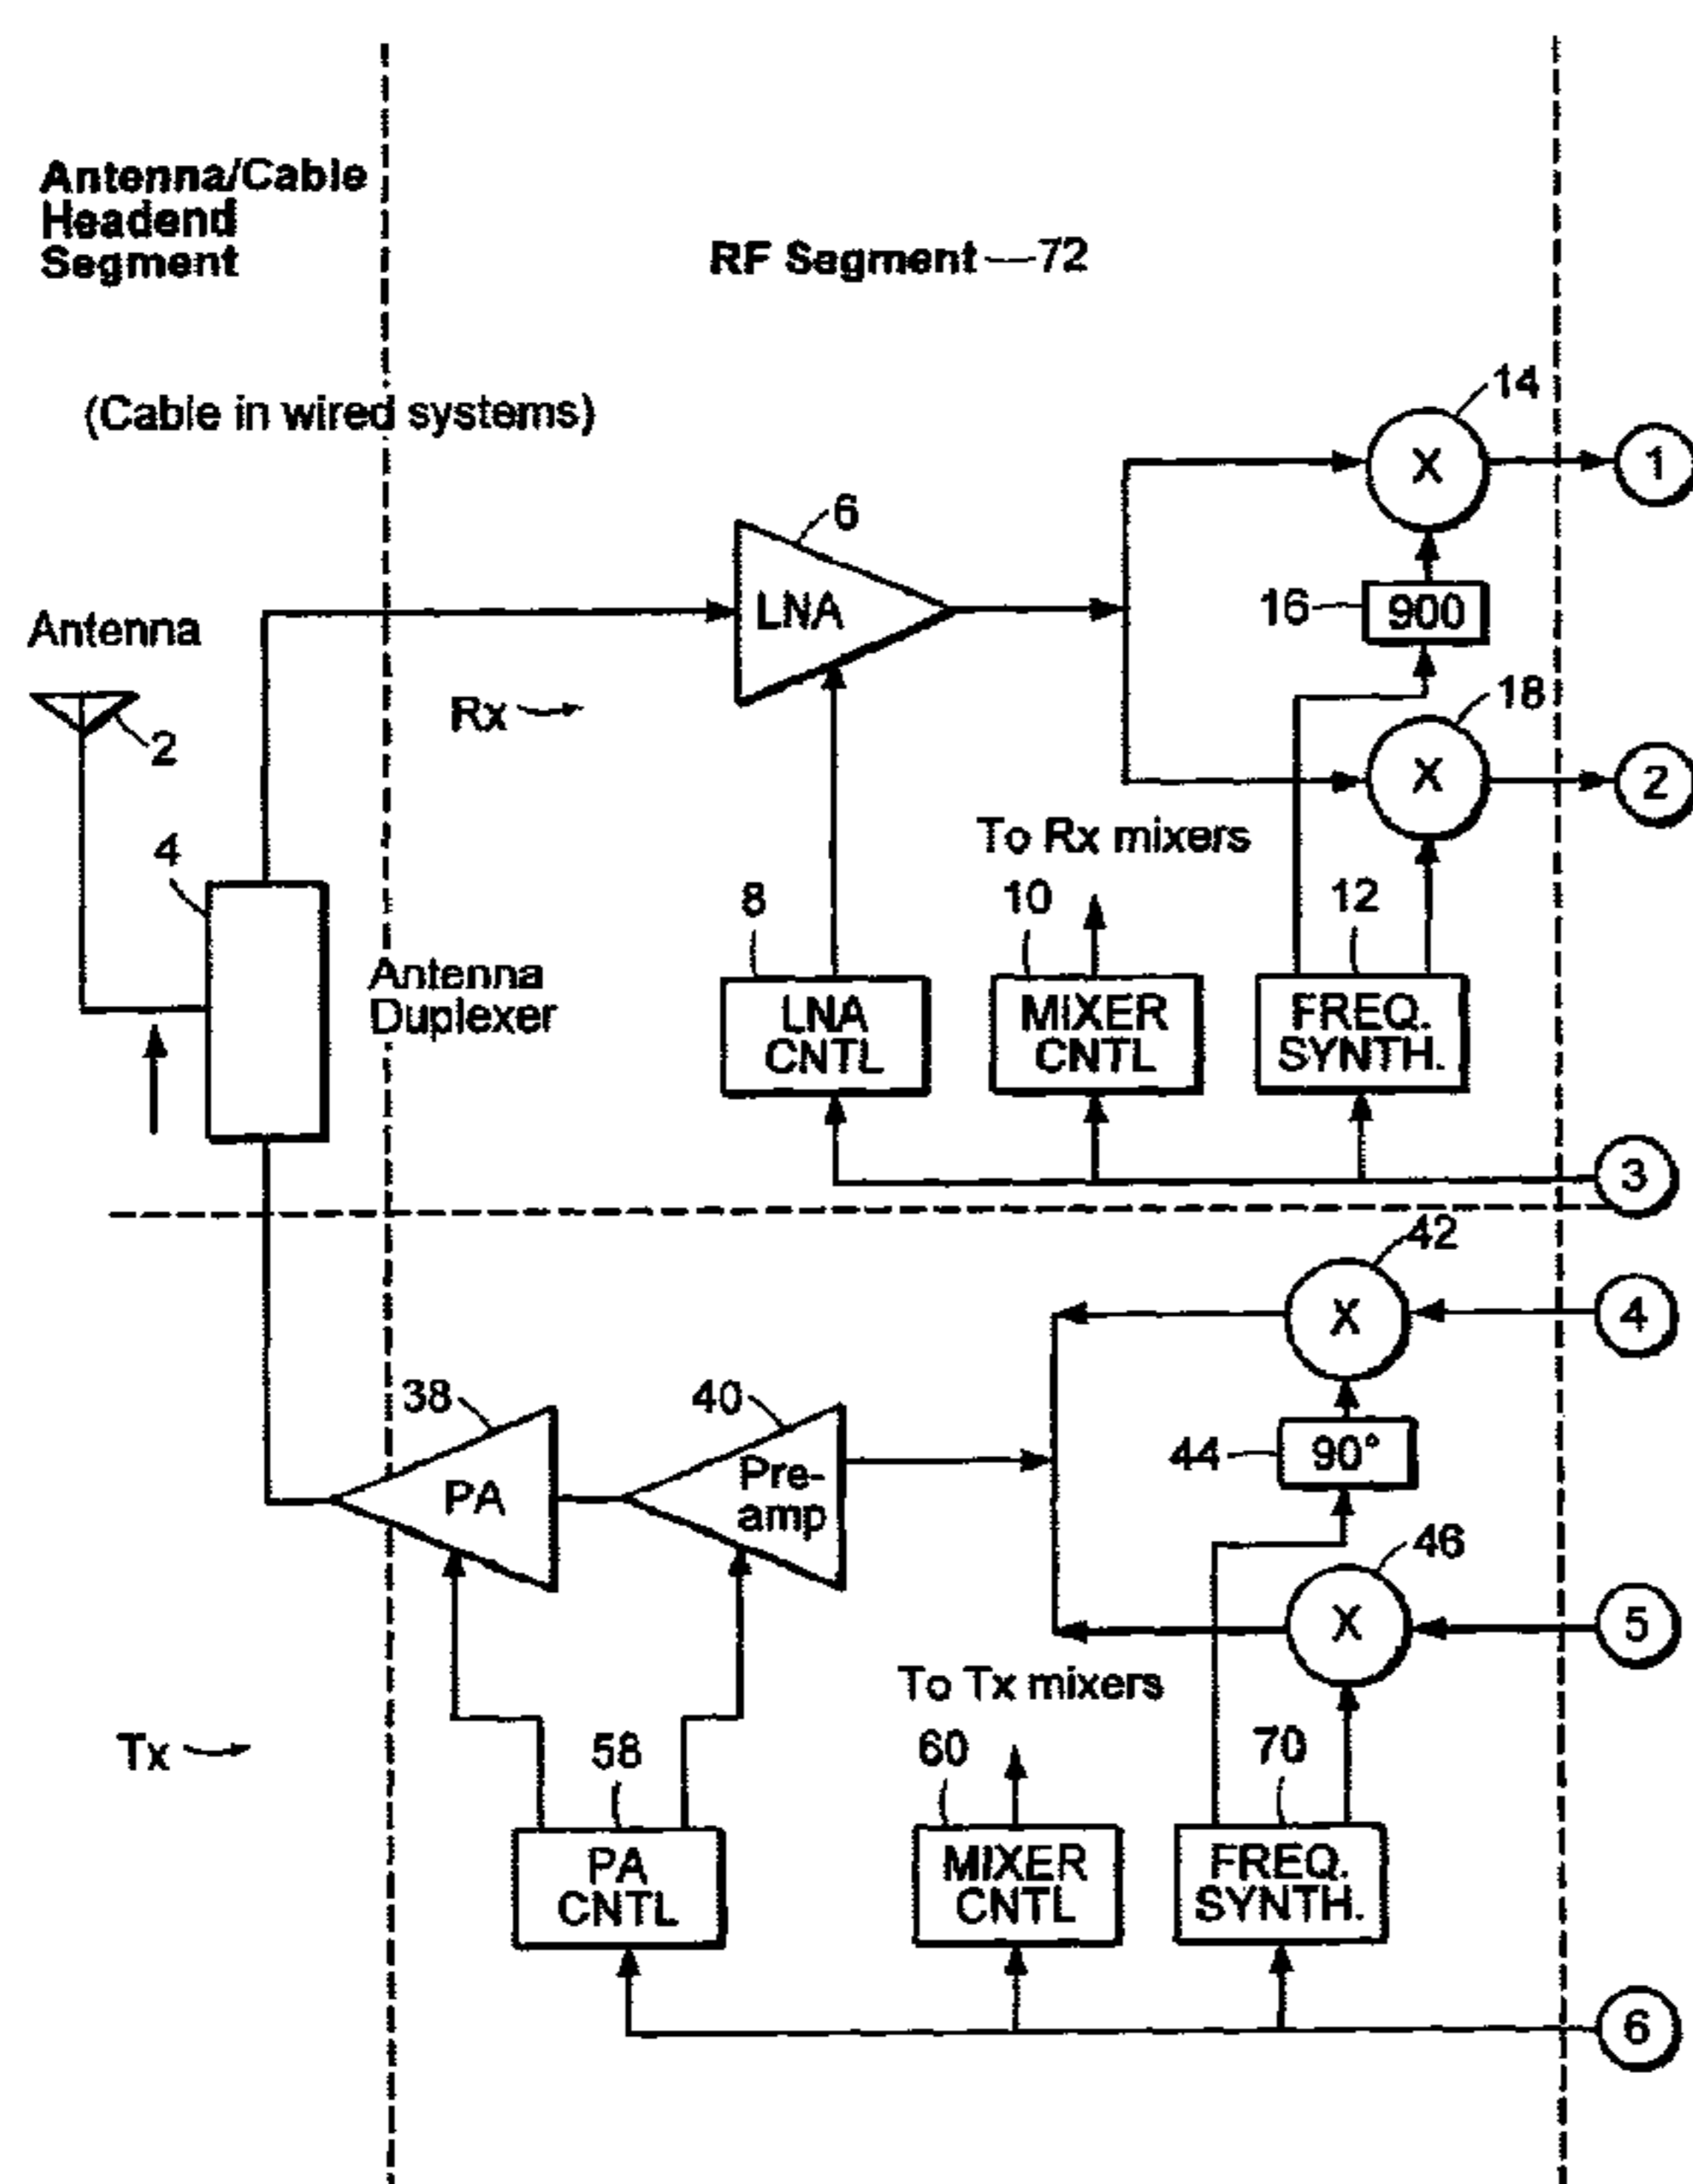 Antenna/Cable
Headend
Segment
RF Segment — 72
(Cable in wired systems)
14
X
1
6
LNA
16
900
Antenna
2
Rx
18
X
2
To Rx mixers
4
8
10
12
Antenna
Duplexer
LNA
CNTL
MIXER
CNTL
FREQ.
SYNTH.
3
42
X
4
38
PA
40
Pre-
amp
44
90°
46
X
5
To Tx mixers
Tx
58
60
70
PA
CNTL
MIXER
CNTL
FREQ.
SYNTH.
6